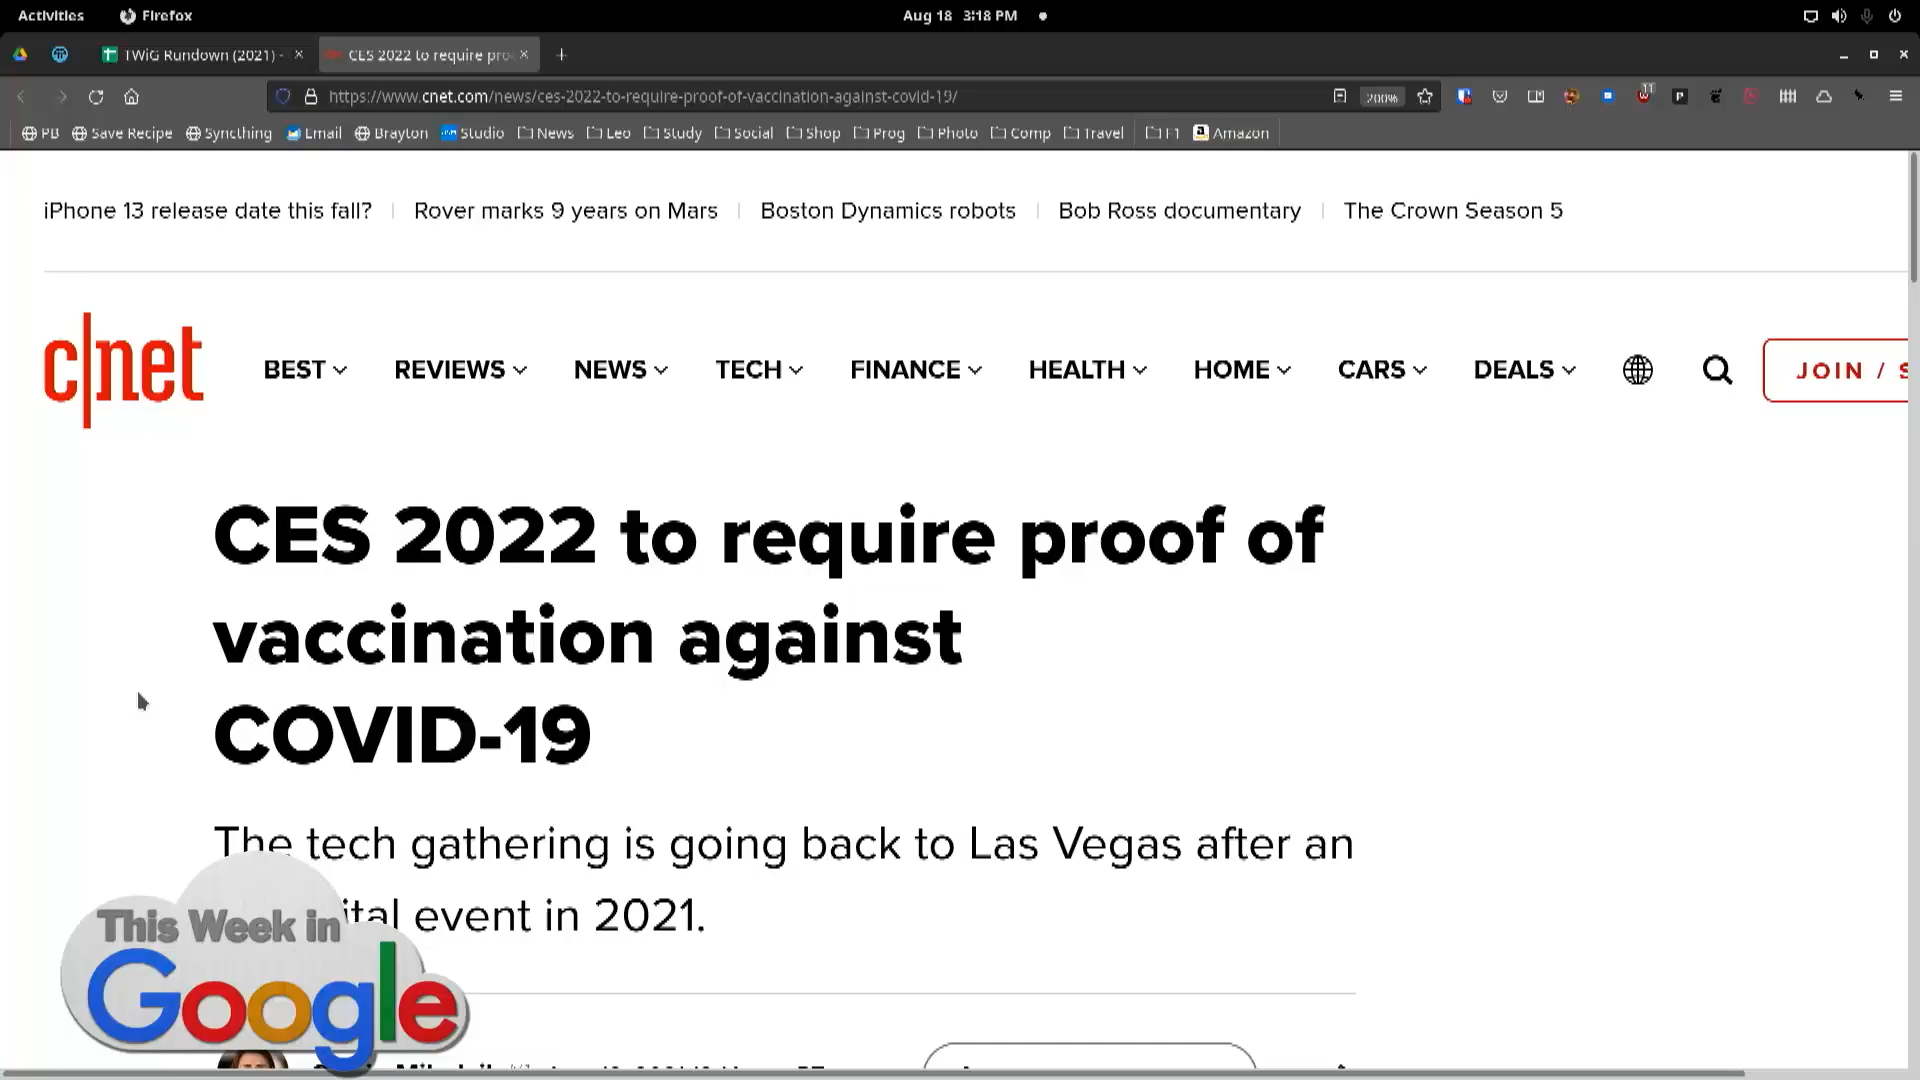 Activities Firefox Aug 18 3:18 PM
TWiG Rundown (2021) - CES 2022 to require pro
https://www.cnet.com/news/ces-2022-to-require-proof-of-vaccination-against-covid-19/ 200% 11
PB Save Recipe Syncthing Email Brayton Studio News Leo Study Social Shop Prog Photo Comp Travel F1 Amazon
iPhone 13 release date this fall? Rover marks 9 years on Mars Boston Dynamics robots Bob Ross documentary The Crown Season 5
c|net BEST REVIEWS NEWS TECH FINANCE HEALTH HOME CARS DEALS JOIN / S
CES 2022 to require proof of
vaccination against
COVID-19
The tech gathering is going back to Las Vegas after an
ital event in 2021.
This Week in
Google